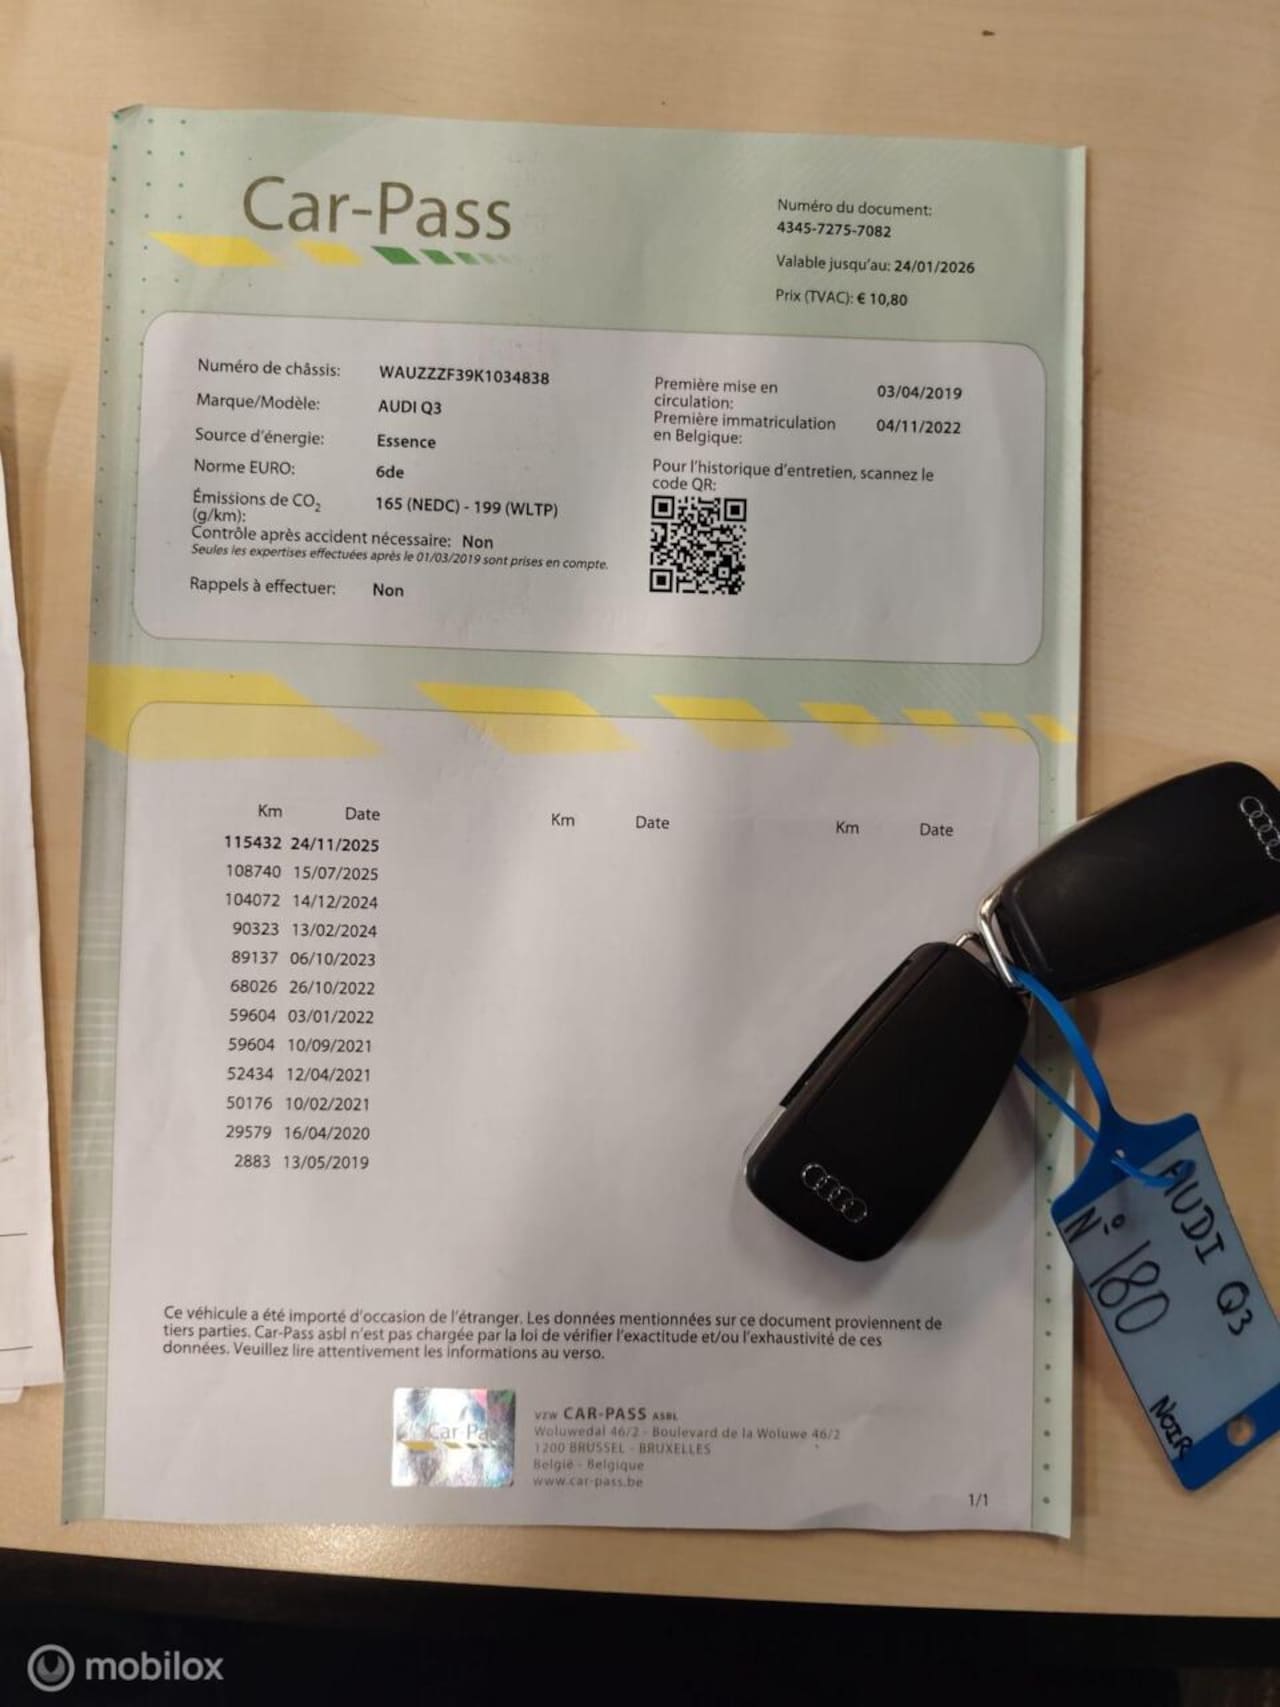 Car-Pass
Numéro du document:
4345-7275-7082
Valable jusqu'au: 24/01/2026
Prix (TVAC): € 10,80
Numéro de châssis: WAUZZZF39K1034838
Marque/Modèle: AUDI Q3
Source d'énergie: Essence
Norme EURO: 6de
Émissions de CO2 165 (NEDC) - 199 (WLTP)
(g/km):
Contrôle après accident nécessaire: Non
Seules les expertises effectuées après le 01/03/2019 sont prises en compte.
Rappels à effectuer: Non
Première mise en 03/04/2019
circulation:
Première immatriculation 04/11/2022
en Belgique:
Pour l'historique d'entretien, scannez le
code QR:
Km Date Km Date Km Date
115432 24/11/2025
108740 15/07/2025
104072 14/12/2024
90323 13/02/2024
89137 06/10/2023
68026 26/10/2022
59604 03/01/2022
59604 10/09/2021
52434 12/04/2021
50176 10/02/2021
29579 16/04/2020
2883 13/05/2019
AUDI Q3
N° 180
NOIR
Ce véhicule a été importé d'occasion de l'étranger. Les données mentionnées sur ce document proviennent de
tiers parties. Car-Pass asbl n'est pas chargée par la loi de vérifier l'exactitude et/ou l'exhaustivité de ces
données. Veuillez lire attentivement les informations au verso.
Car-Pa
VZW CAR-PASS ASBL
Woluwedal 46/2 - Boulevard de la Woluwe 46/2
1200 BRUSSEL - BRUXELLES
België - Belgique
www.car-pass.be
1/1
mobilox